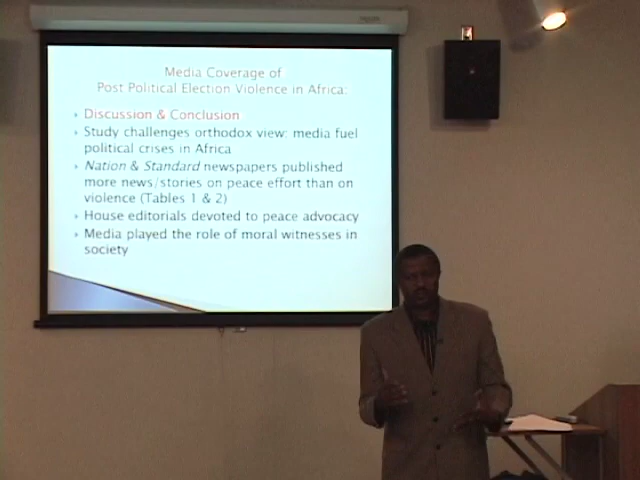 Media Coverage of
Post Political Election Violence in Africa:
Discussion & Conclusion
Study challenges orthodox view: media fuel
political crises in Africa
Nation & Standard newspapers published
more news/stories on peace effort than on
violence (Tables 1 & 2)
House editorials devoted to peace advocacy
Media played the role of moral witnesses in
society